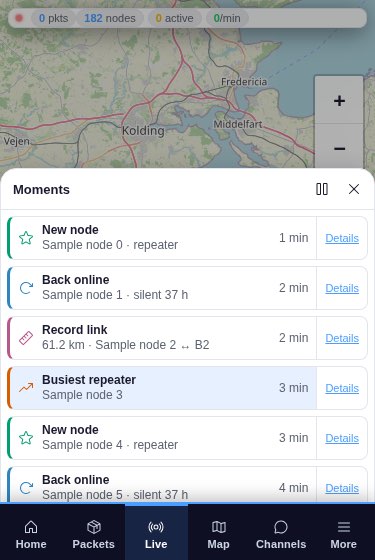 0 pkts 182 nodes 0 active 0/min
Fredericia
+
Kolding
Middelfart
Vejen
−
Moments
New node
Sample node 0 · repeater
1 min
Details
Back online
Sample node 1 · silent 37 h
2 min
Details
Record link
61.2 km · Sample node 2 ↔ B2
2 min
Details
Busiest repeater
Sample node 3
3 min
Details
New node
Sample node 4 · repeater
3 min
Details
Back online
Sample node 5 · silent 37 h
4 min
Details
Home Packets Live Map Channels More